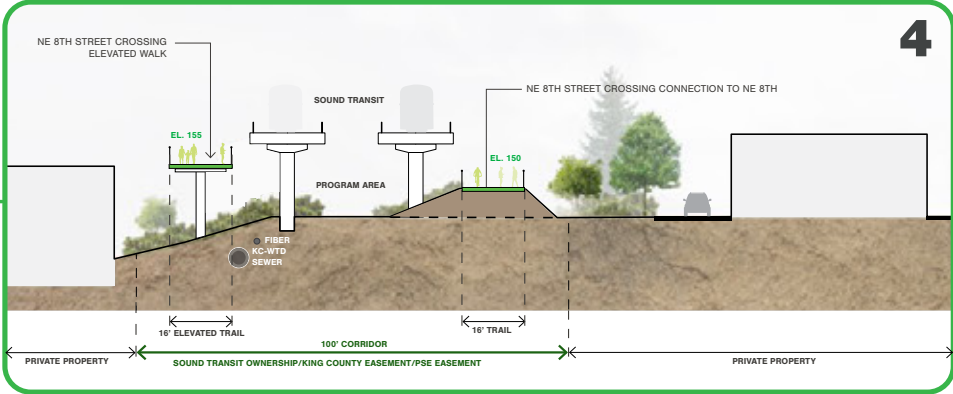 4
NE 8TH STREET CROSSING
ELEVATED WALK
NE 8TH STREET CROSSING CONNECTION TO NE 8TH
SOUND TRANSIT
EL. 155
EL. 150
PROGRAM AREA
FIBER
KC-WTD
SEWER
16' ELEVATED TRAIL
16' TRAIL
100' CORRIDOR
PRIVATE PROPERTY
SOUND TRANSIT OWNERSHIP/KING COUNTY EASEMENT/PSE EASEMENT
PRIVATE PROPERTY